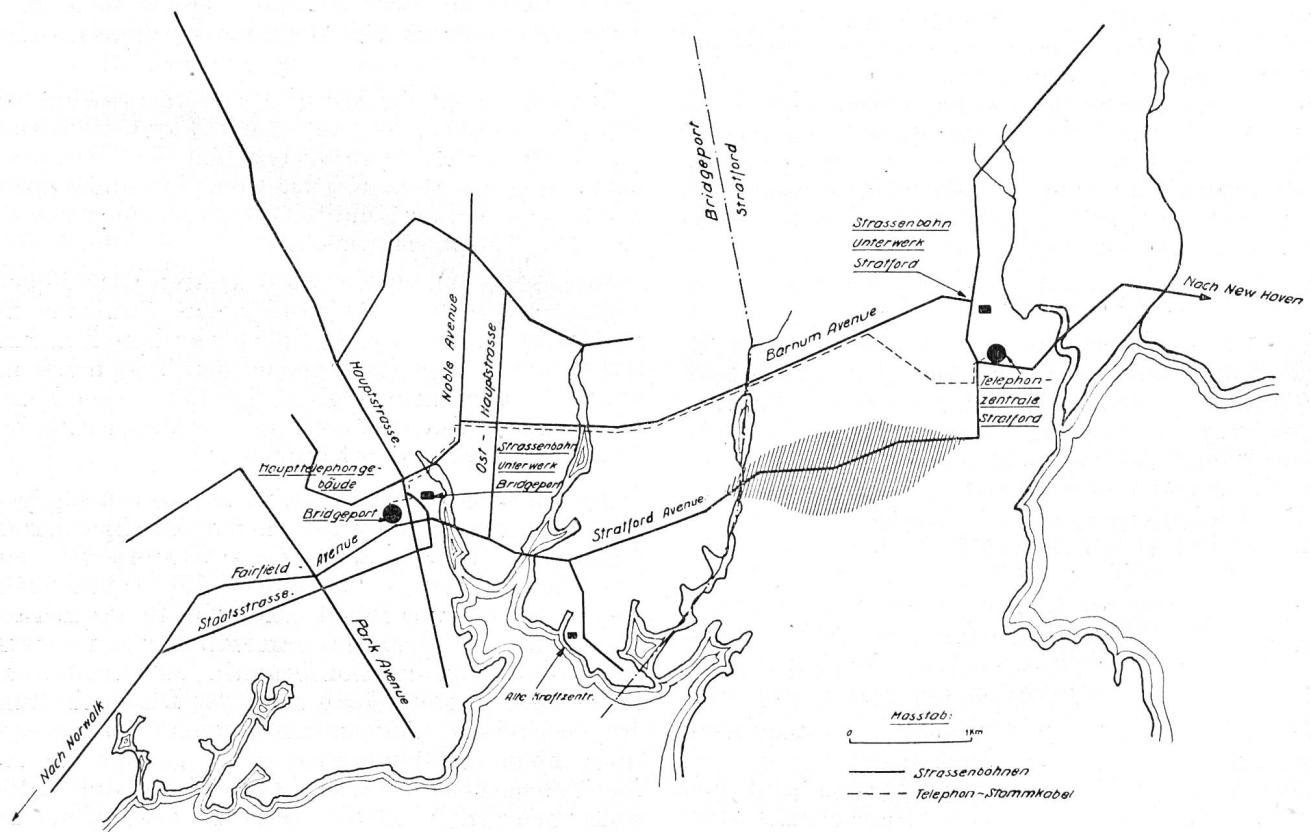 Bridgeport
Stratford
Strassenbahn
Unterwerk
Stratford
Nach New Haven
Barnum Avenue.
Noble Avenue
Ost - Hauptstrasse
Hauptstrasse.
Telephon-
zentrale
Stratford
Haupttelephonge-
bäude
Bridgeport
Strassenbahn
Unterwerk
Bridgeport
Stratford Avenue.
Fairfield - Avenue
Staatsstrasse.
Park Avenue
Alte Kraftzentr.
Nach Norwalk
Masstab:
0 1Km
Strassenbahnen
Telephon-Stammkabel